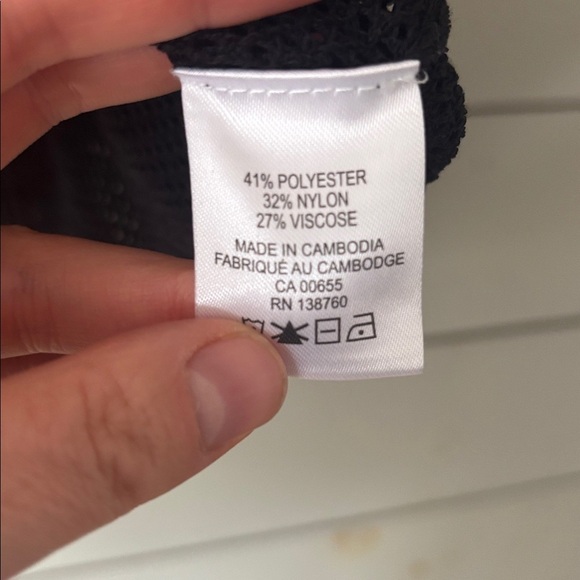 41% POLYESTER
32% NYLON
27% VISCOSE
MADE IN CAMBODIA
FABRIQUÉ AU CAMBODGE
CA 00655
RN 138760